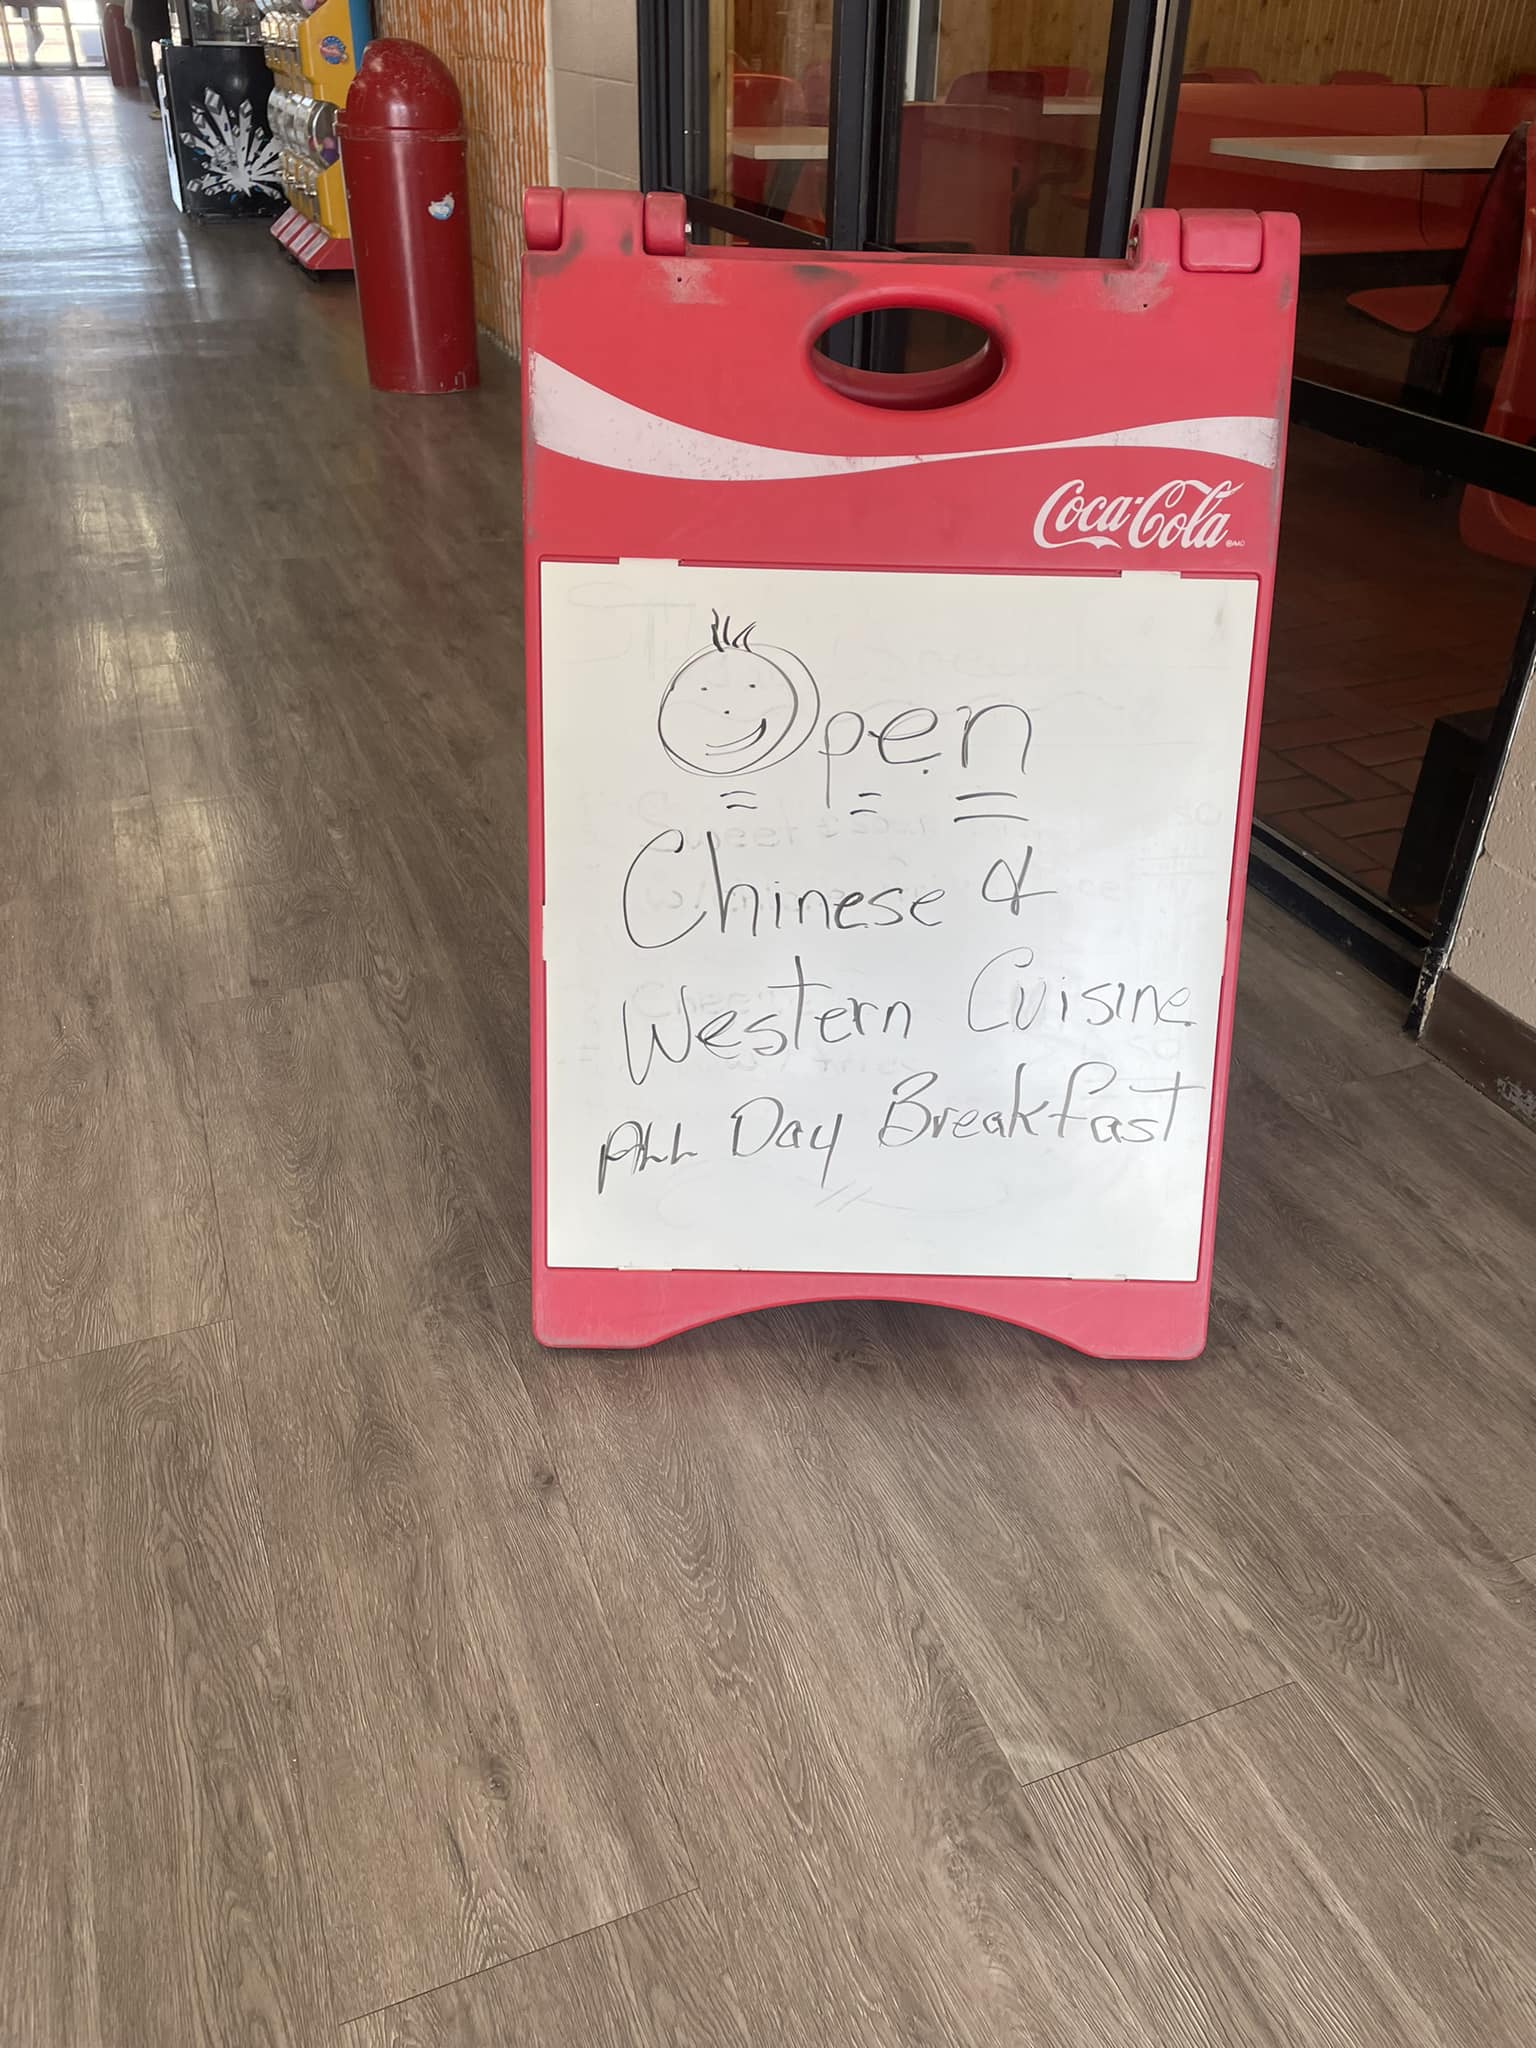 Coca-Cola
Open
Chinese &
Western Cuisine
All Day Breakfast